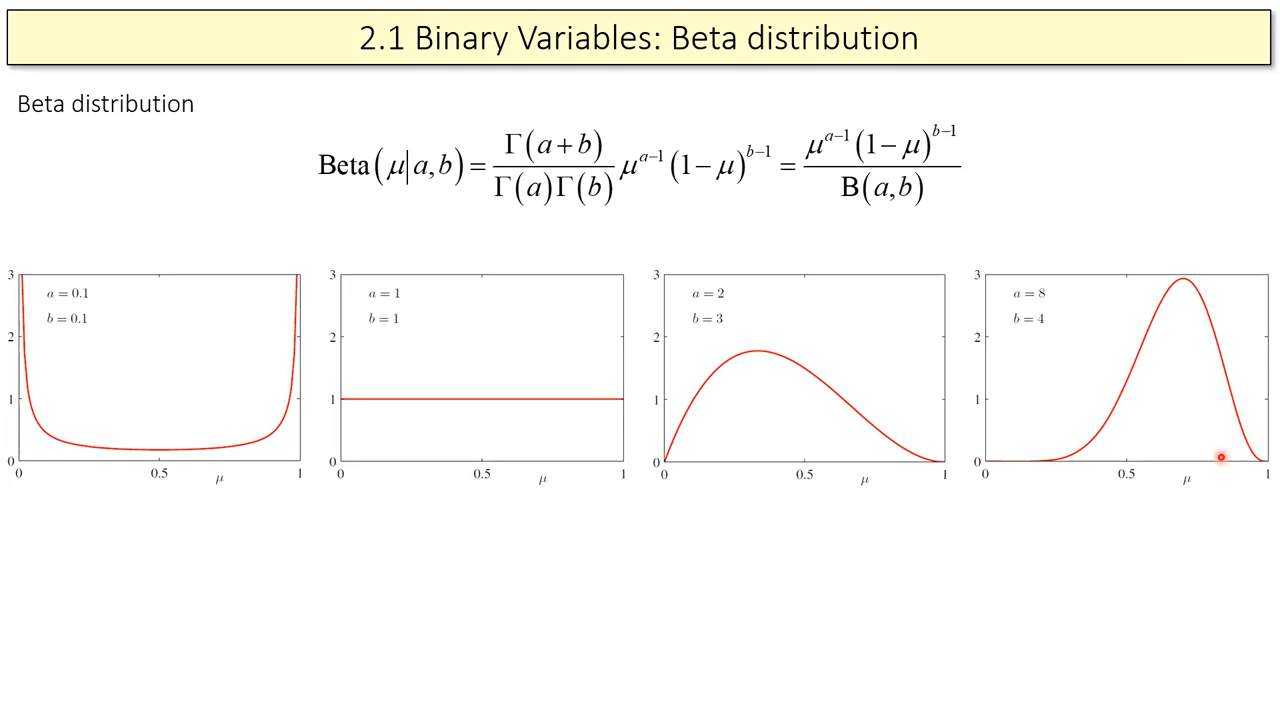 2.1 Binary Variables: Beta distribution
Beta distribution
Beta(μ|a,b) = Γ(a+b) / Γ(a)Γ(b) μ^{a−1}(1−μ)^{b−1} = μ^{a−1}(1−μ)^{b−1} / B(a,b)
3
a = 0.1
b = 0.1
2
1
0
0 0.5 1
μ
3
a = 1
b = 1
2
1
0
0 0.5 1
μ
3
a = 2
b = 3
2
1
0
0 0.5 1
μ
3
a = 8
b = 4
2
1
0
0 0.5 1
μ